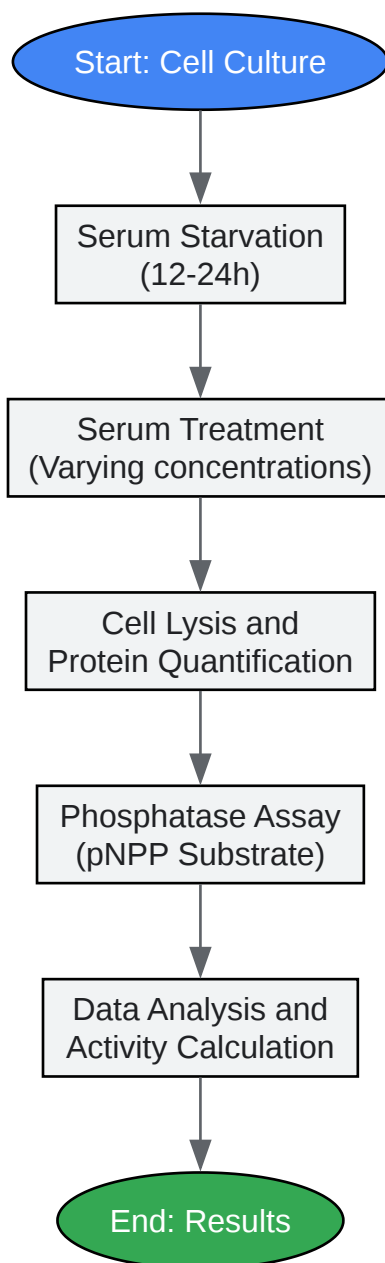 Start: Cell Culture
Serum Starvation
(12-24h)
Serum Treatment
(Varying concentrations)
Cell Lysis and
Protein Quantification
Phosphatase Assay
(pNPP Substrate)
Data Analysis and
Activity Calculation
End: Results